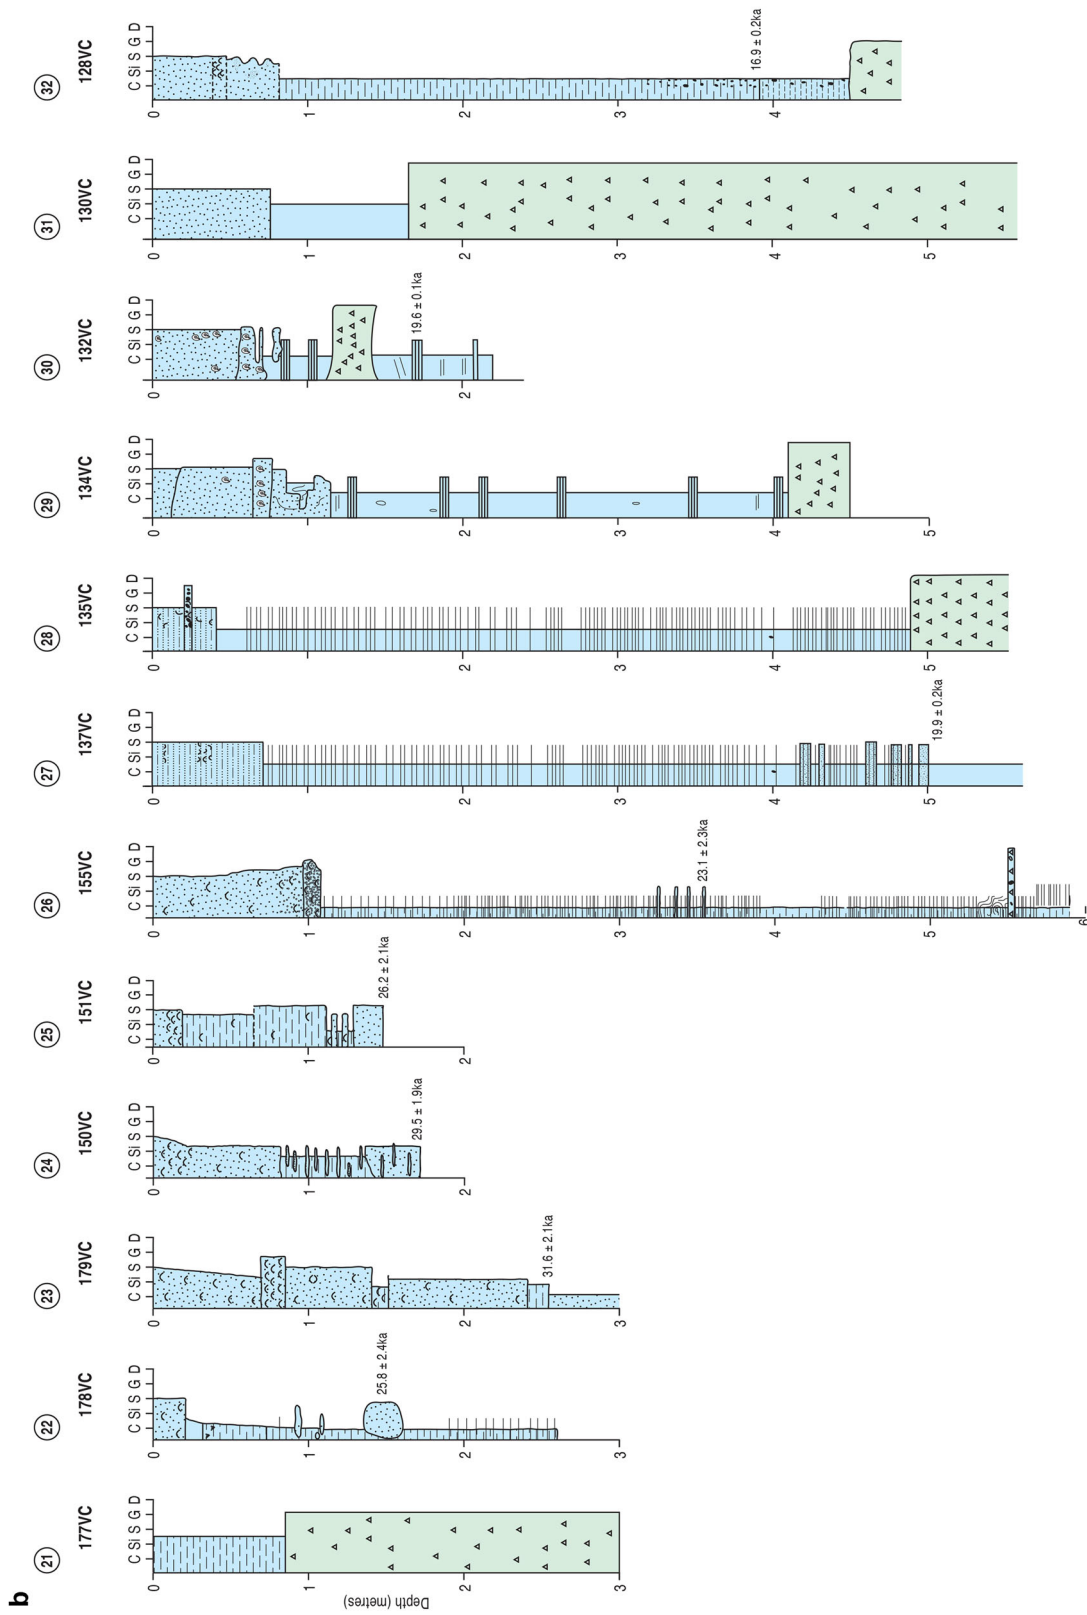 b
21 22 23 24 25 26 27 28 29 30 31 32
177VC 178VC 179VC 150VC 151VC 155VC 137VC 135VC 134VC 132VC 130VC 128VC
C Si S G D
C Si S G D
C Si S G D
C Si S G D
C Si S G D
C Si S G D
C Si S G D
C Si S G D
C Si S G D
C Si S G D
C Si S G D
C Si S G D
Depth (metres)
0
1
2
3
0
1
2
25.8 ± 2.4ka
0
1
2
3
31.6 ± 2.1ka
0
1
2
29.5 ± 1.9ka
0
1
2
26.2 ± 2.1ka
0
1
2
3
4
5
6
23.1 ± 2.3ka
0
1
2
3
4
5
19.9 ± 0.2ka
0
1
2
3
4
5
0
1
2
3
4
5
0
2
19.6 ± 0.1ka
0
1
2
3
4
5
0
1
2
3
4
16.9 ± 0.2ka